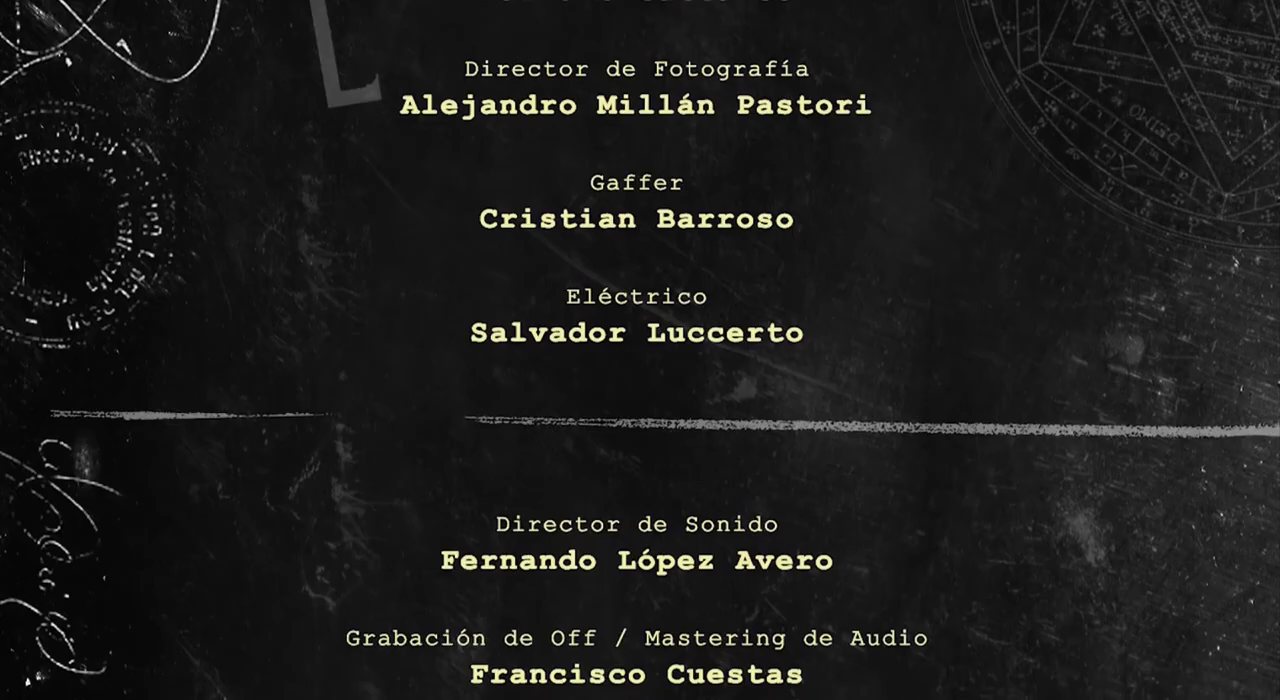 Director de Fotografía
Alejandro Millán Pastori
Gaffer
Cristian Barroso
Eléctrico
Salvador Luccerto
Director de Sonido
Fernando López Avero
Grabación de Off / Mastering de Audio
Francisco Cuestas